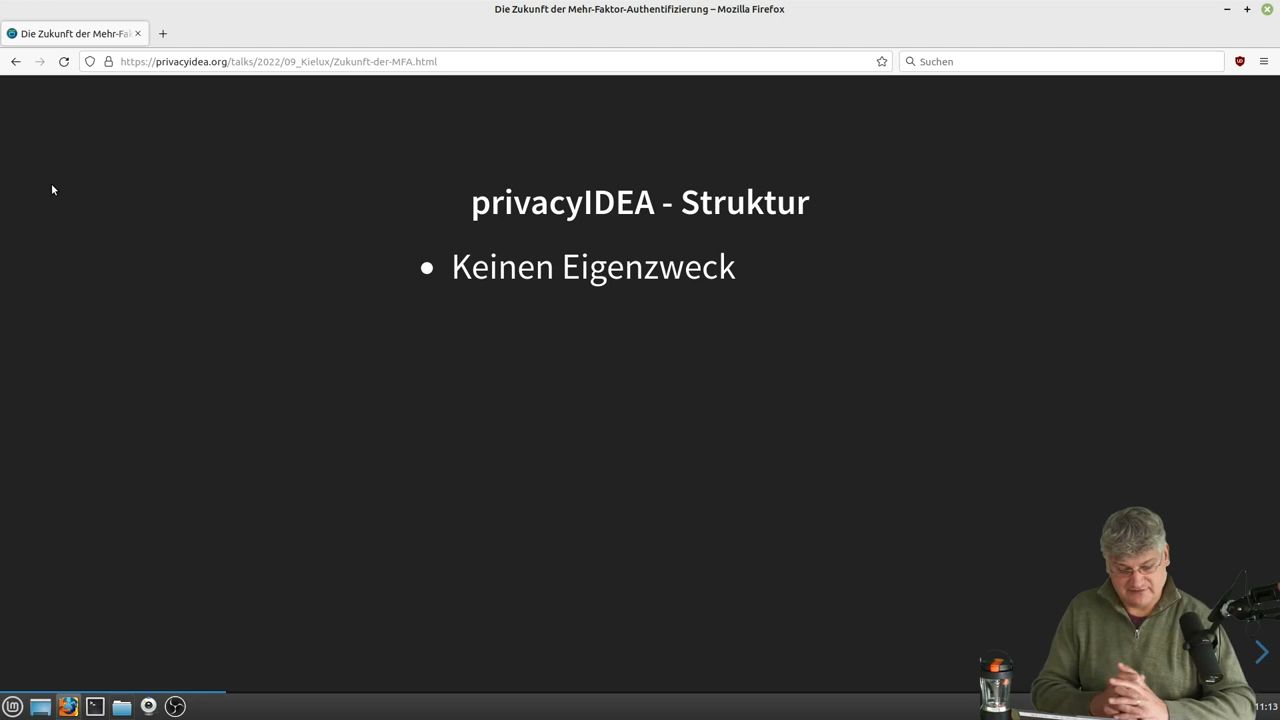 Die Zukunft der Mehr-Faktor-Authentifizierung – Mozilla Firefox
Die Zukunft der Mehr-Fa
https://privacyidea.org/talks/2022/09_Kielux/Zukunft-der-MFA.html
Suchen
privacyIDEA - Struktur
• Keinen Eigenzweck
11:13